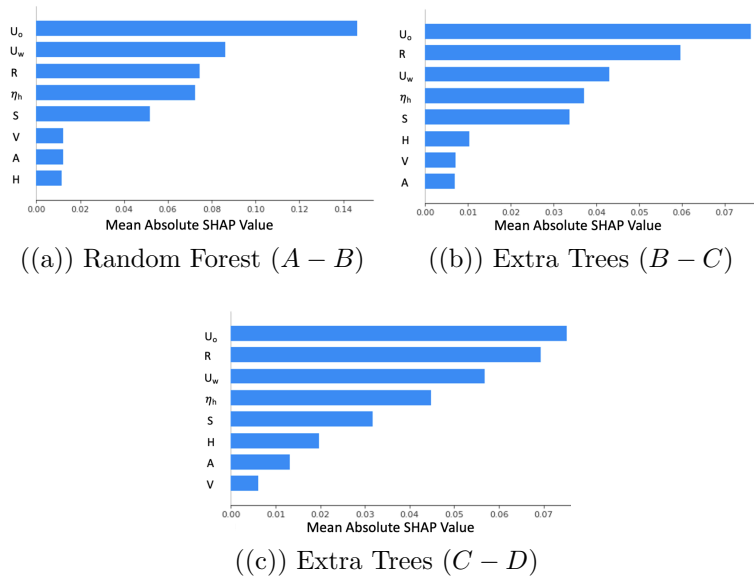 Uo
Uw
R
ηh
S
V
A
H
0.00 0.02 0.04 0.06 0.08 0.10 0.12 0.14
Mean Absolute SHAP Value
((a)) Random Forest (A − B)
Uo
R
Uw
ηh
S
H
V
A
0.00 0.01 0.02 0.03 0.04 0.05 0.06 0.07
Mean Absolute SHAP Value
((b)) Extra Trees (B − C)
Uo
R
Uw
ηh
S
H
A
V
0.00 0.01 0.02 0.03 0.04 0.05 0.06 0.07
Mean Absolute SHAP Value
((c)) Extra Trees (C − D)